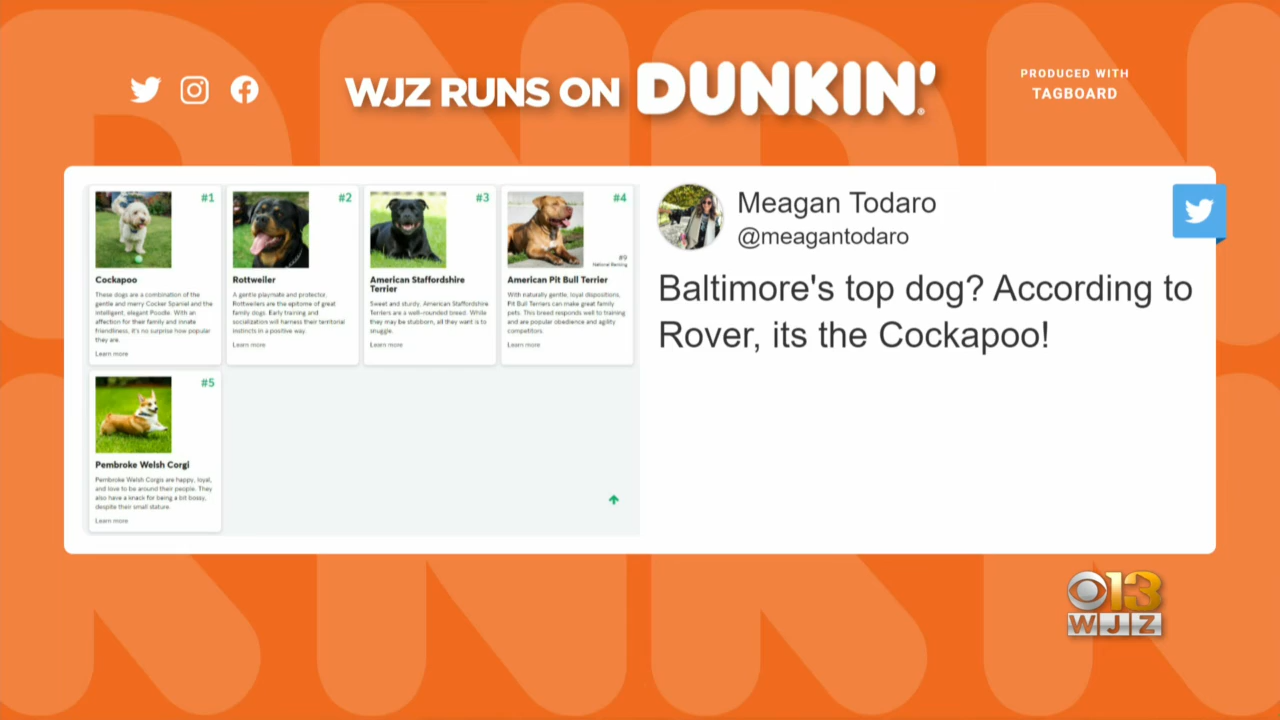 WJZ RUNS ON DUNKIN'®
PRODUCED WITH
TAGBOARD
#1
Cockapoo
These dogs are a combination of the
gentle and merry Cocker Spaniel and the
intelligent, elegant Poodle. With an
affection for their family and innate
friendliness, it's no surprise how popular
they are.
Learn more
#2
Rottweiler
A gentle playmate and protector,
Rottweilers are the epitome of great
family dogs. Early training and
socialization will harness their territorial
instincts in a positive way.
Learn more
#3
American Staffordshire
Terrier
Sweet and sturdy, American Staffordshire
Terriers are a well-rounded breed. While
they may be stubborn, all they want is to
snuggle.
Learn more
#4
#9
National Ranking
American Pit Bull Terrier
With naturally gentle, loyal dispositions,
Pit Bull Terriers can make great family
pets. This breed responds well to training
and are popular obedience and agility
competitors.
Learn more
#5
Pembroke Welsh Corgi
Pembroke Welsh Corgis are happy, loyal,
and love to be around their people. They
also have a knack for being a bit bossy,
despite their small stature.
Learn more
Meagan Todaro
@meagantodaro
Baltimore's top dog? According to
Rover, its the Cockapoo!
13
WJZ